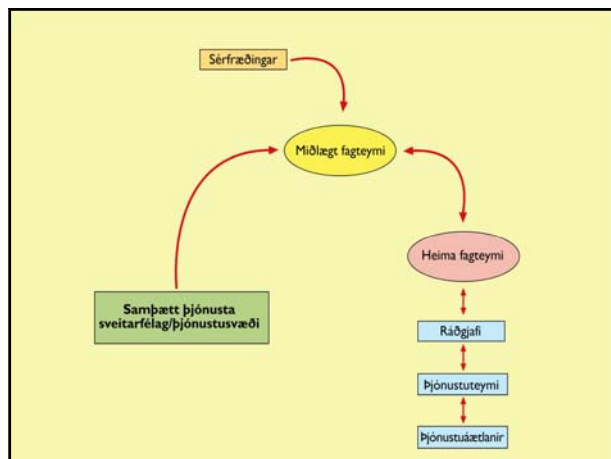 Sérfræðingar
Miðlægt fagteymi
Heima fagteymi
Samþætt þjónusta
sveitarfélag/þjónustusvæði
Ráðgjafi
Þjónustuteymi
Þjónustuáætlanir